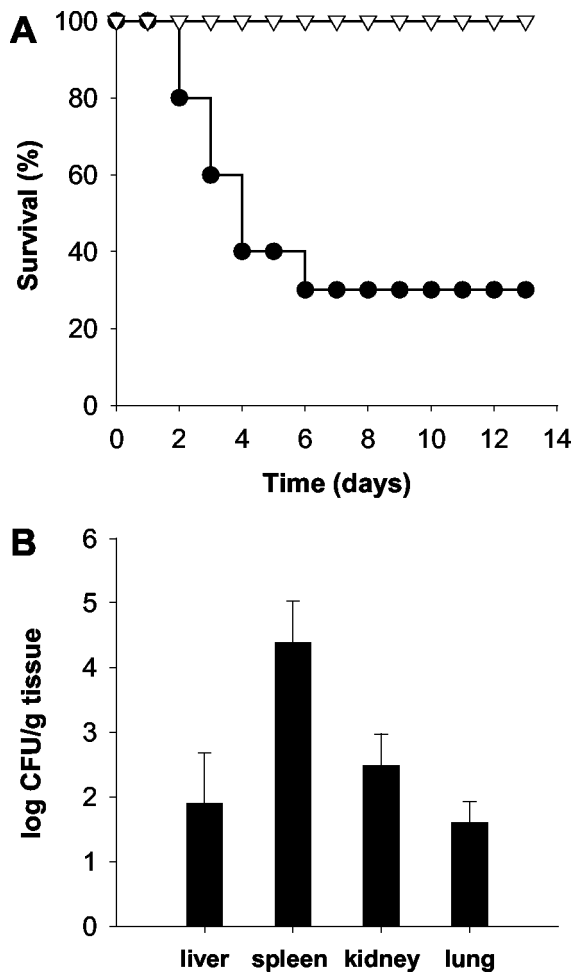 A
100
80
60
40
20
0
Survival (%)
0 2 4 6 8 10 12 14
Time (days)
B
6
5
4
3
2
1
0
log CFU/g tissue
liver spleen kidney lung